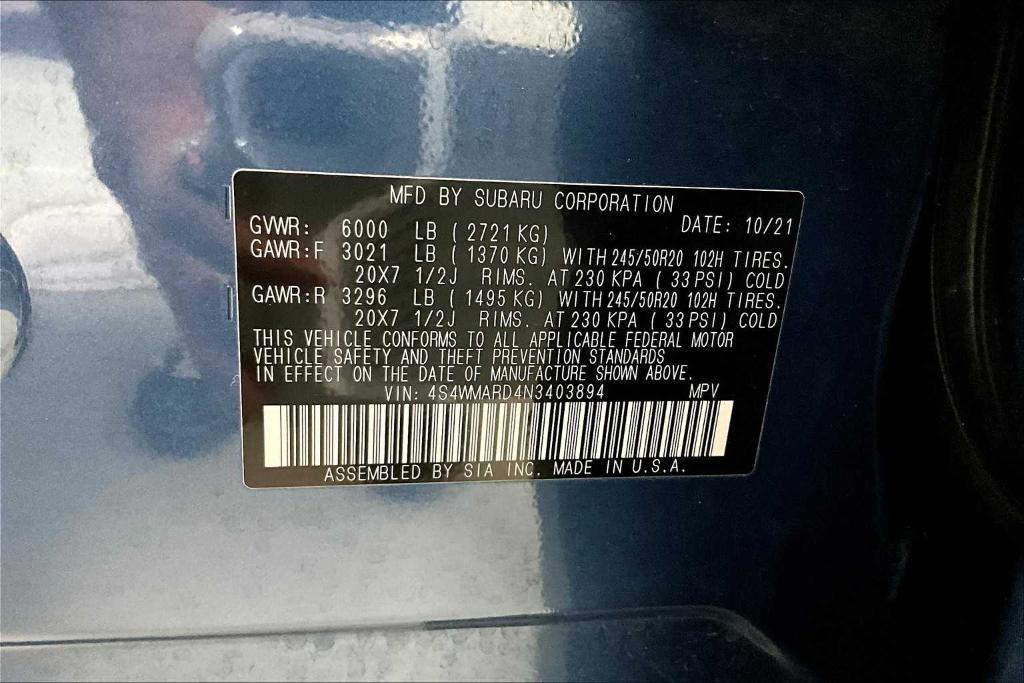 MFD BY SUBARU CORPORATION
GVWR: 6000 LB ( 2721 KG) DATE: 10/21
GAWR:F 3021 LB ( 1370 KG) WITH 245/50R20 102H TIRES.
20X7 1/2J RIMS. AT 230 KPA ( 33 PSI) COLD
GAWR:R 3296 LB ( 1495 KG) WITH 245/50R20 102H TIRES.
20X7 1/2J RIMS. AT 230 KPA ( 33 PSI) COLD
THIS VEHICLE CONFORMS TO ALL APPLICABLE FEDERAL MOTOR
VEHICLE SAFETY AND THEFT PREVENTION STANDARDS
IN EFFECT ON THE DATE OF MANUFACTURE SHOWN ABOVE.
VIN: 4S4WMARD4N3403894 MPV
ASSEMBLED BY SIA INC. MADE IN U.S.A.